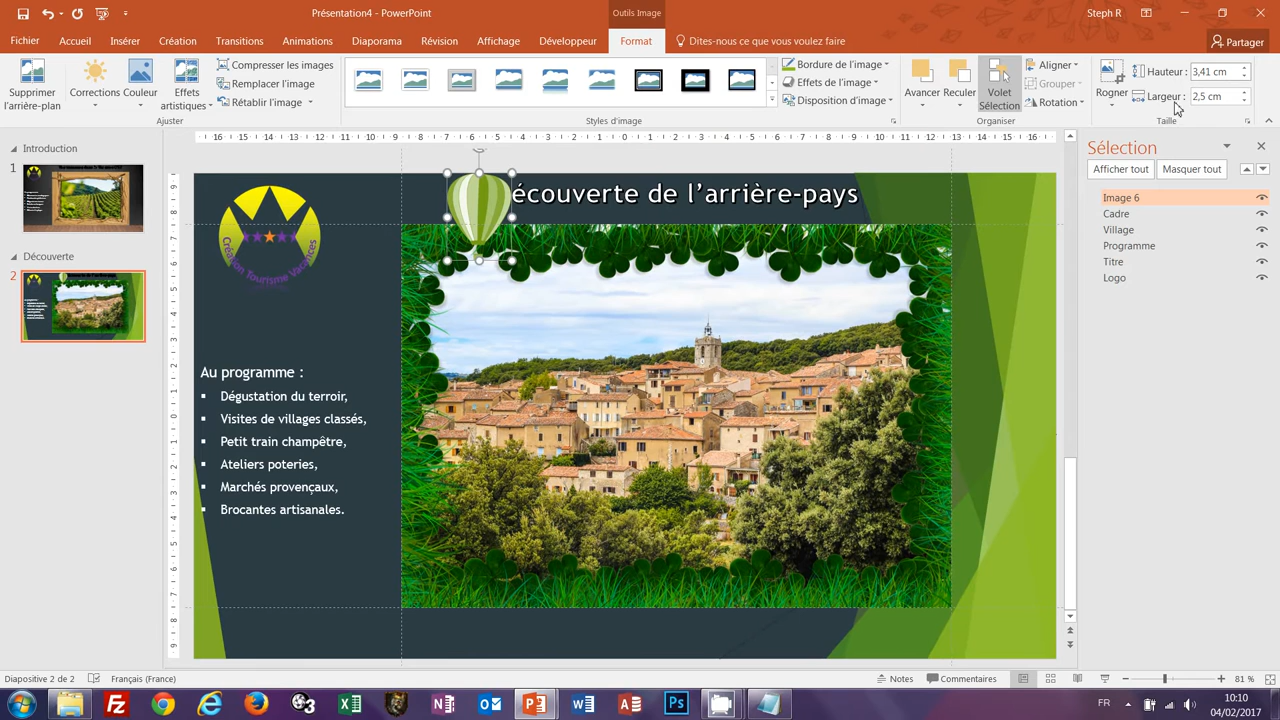 Présentation4 - PowerPoint
Outils Image
Steph R
Fichier
Accueil
Insérer
Création
Transitions
Animations
Diaporama
Révision
Affichage
Développeur
Format
Dites-nous ce que vous voulez faire
Partager
Supprimer l'arrière-plan
Corrections
Couleur
Effets artistiques
Compresser les images
Remplacer l'image
Rétablir l'image
Ajuster
Styles d'image
Bordure de l'image
Effets de l'image
Disposition d'image
Avancer
Reculer
Volet Sélection
Aligner
Grouper
Rotation
Organiser
Rogner
Hauteur : 3,41 cm
Largeur : 2,5 cm
Taille
Introduction
1
Découverte
2
écouverte de l'arrière-pays
Création Tourisme Vacances
Au programme :
▪ Dégustation du terroir,
▪ Visites de villages classés,
▪ Petit train champêtre,
▪ Ateliers poteries,
▪ Marchés provençaux,
▪ Brocantes artisanales.
Sélection
Afficher tout
Masquer tout
Image 6
Cadre
Village
Programme
Titre
Logo
Diapositive 2 de 2
Français (France)
Notes
Commentaires
81 %
FR
10:10
04/02/2017